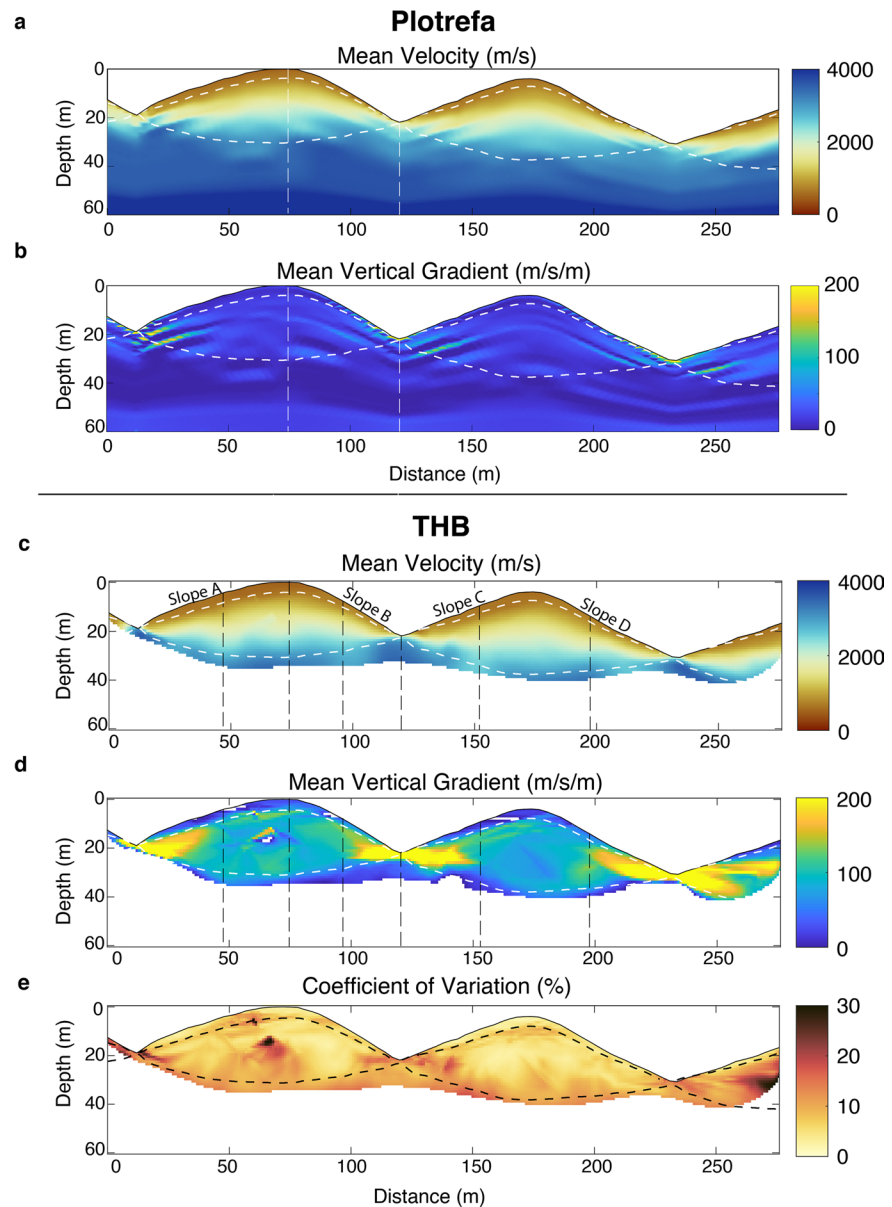 a
Plotrefa
Mean Velocity (m/s)
Depth (m)
0
20
40
60
0
50
100
150
200
250
4000
2000
0
b
Mean Vertical Gradient (m/s/m)
Depth (m)
0
20
40
60
0
50
100
150
200
250
Distance (m)
200
100
0
THB
c
Mean Velocity (m/s)
Slope A
Slope B
Slope C
Slope D
Depth (m)
0
20
40
60
0
50
100
150
200
250
4000
2000
0
d
Mean Vertical Gradient (m/s/m)
Depth (m)
0
20
40
60
0
50
100
150
200
250
200
100
0
e
Coefficient of Variation (%)
Depth (m)
0
20
40
60
0
50
100
150
200
250
Distance (m)
30
20
10
0